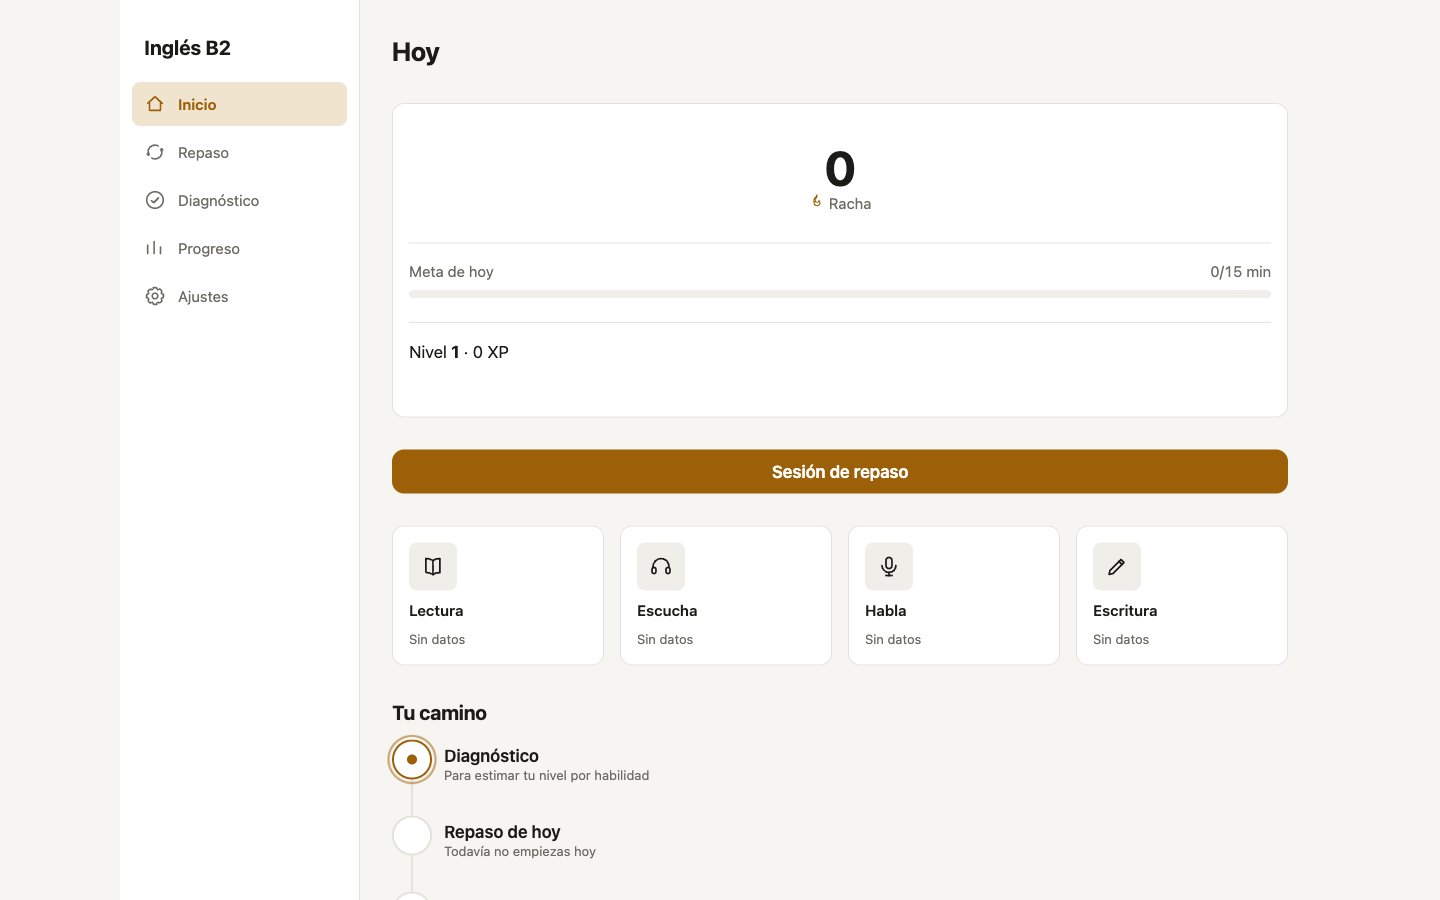 Inglés B2
Inicio
Repaso
Diagnóstico
Progreso
Ajustes
Hoy
0
Racha
Meta de hoy 0/15 min
Nivel 1 · 0 XP
Sesión de repaso
Lectura
Sin datos
Escucha
Sin datos
Habla
Sin datos
Escritura
Sin datos
Tu camino
Diagnóstico
Para estimar tu nivel por habilidad
Repaso de hoy
Todavía no empiezas hoy